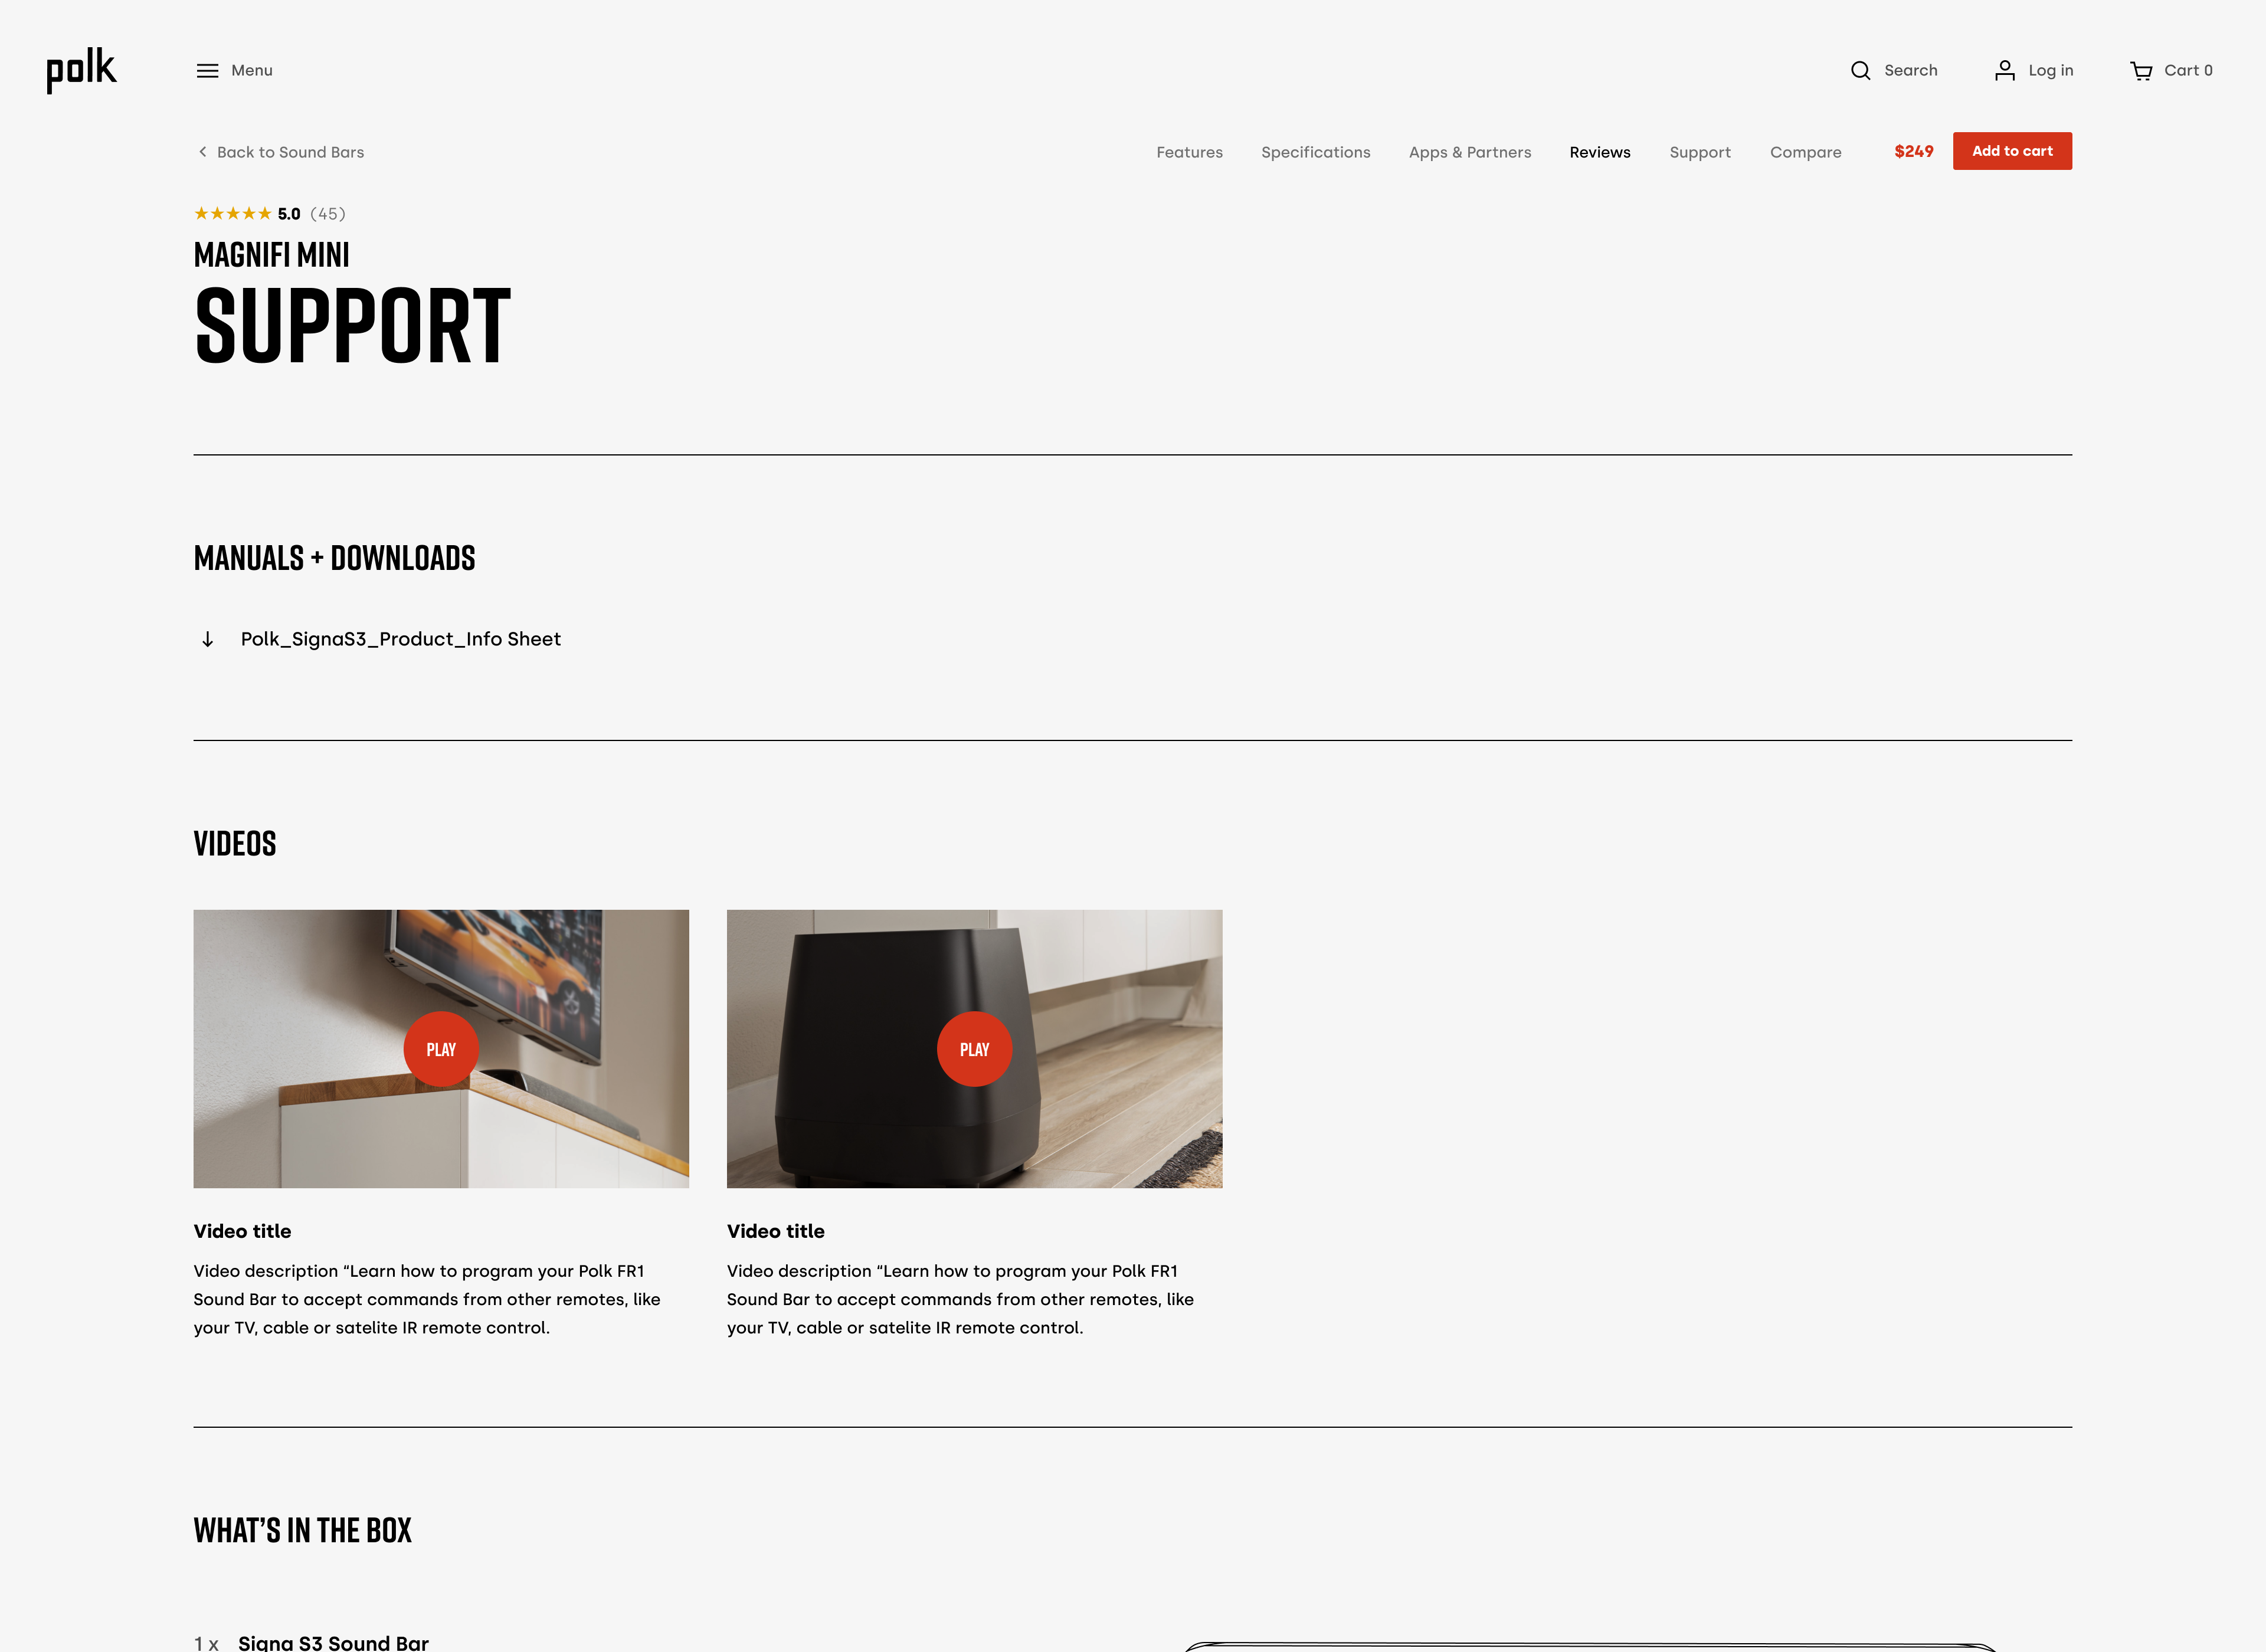 polk
Menu
Search
Log in
Cart 0
Back to Sound Bars
Features
Specifications
Apps & Partners
Reviews
Support
Compare
$249
Add to cart
★★★★★ 5.0 (45)
MAGNIFI MINI
SUPPORT
MANUALS + DOWNLOADS
Polk_SignaS3_Product_Info Sheet
VIDEOS
PLAY
PLAY
Video title
Video description “Learn how to program your Polk FR1
Sound Bar to accept commands from other remotes, like
your TV, cable or satelite IR remote control.
Video title
Video description “Learn how to program your Polk FR1
Sound Bar to accept commands from other remotes, like
your TV, cable or satelite IR remote control.
WHAT’S IN THE BOX
1 x Signa S3 Sound Bar